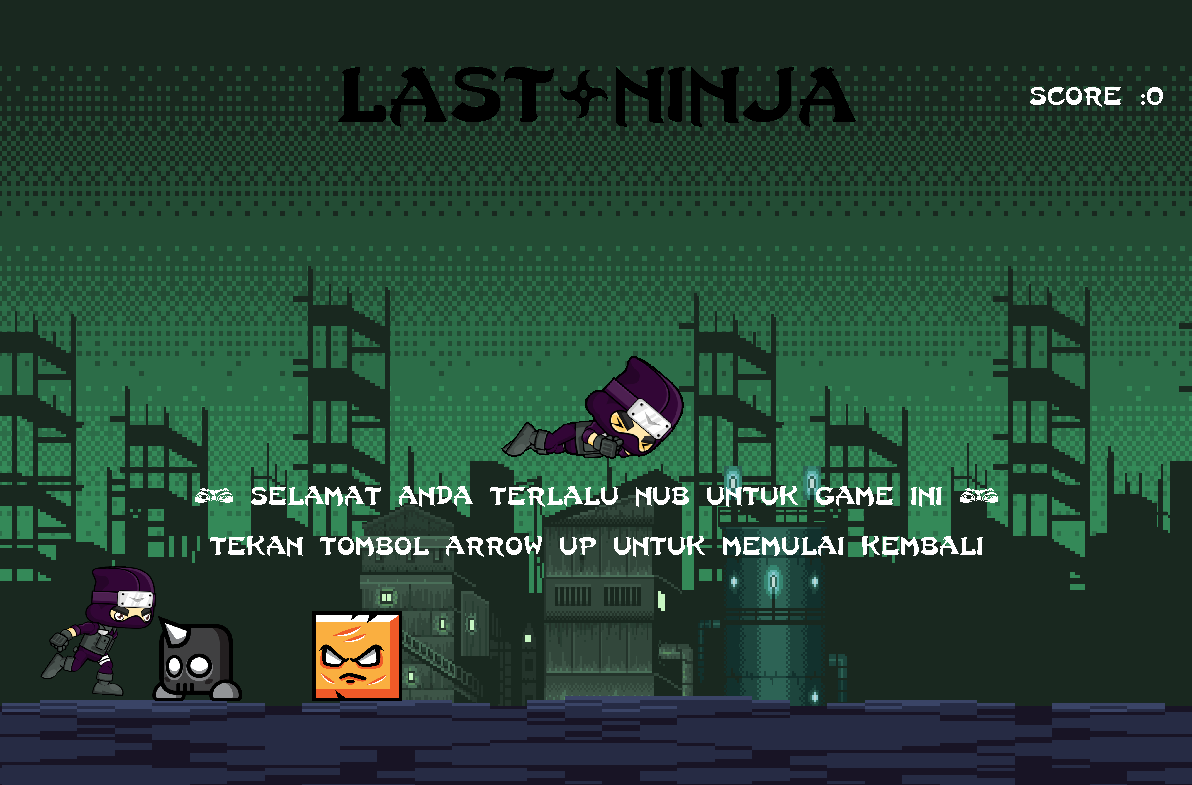 LAST NINJA
SCORE :0
SELAMAT ANDA TERLALU NUB UNTUK GAME INI
TEKAN TOMBOL ARROW UP UNTUK MEMULAI KEMBALI